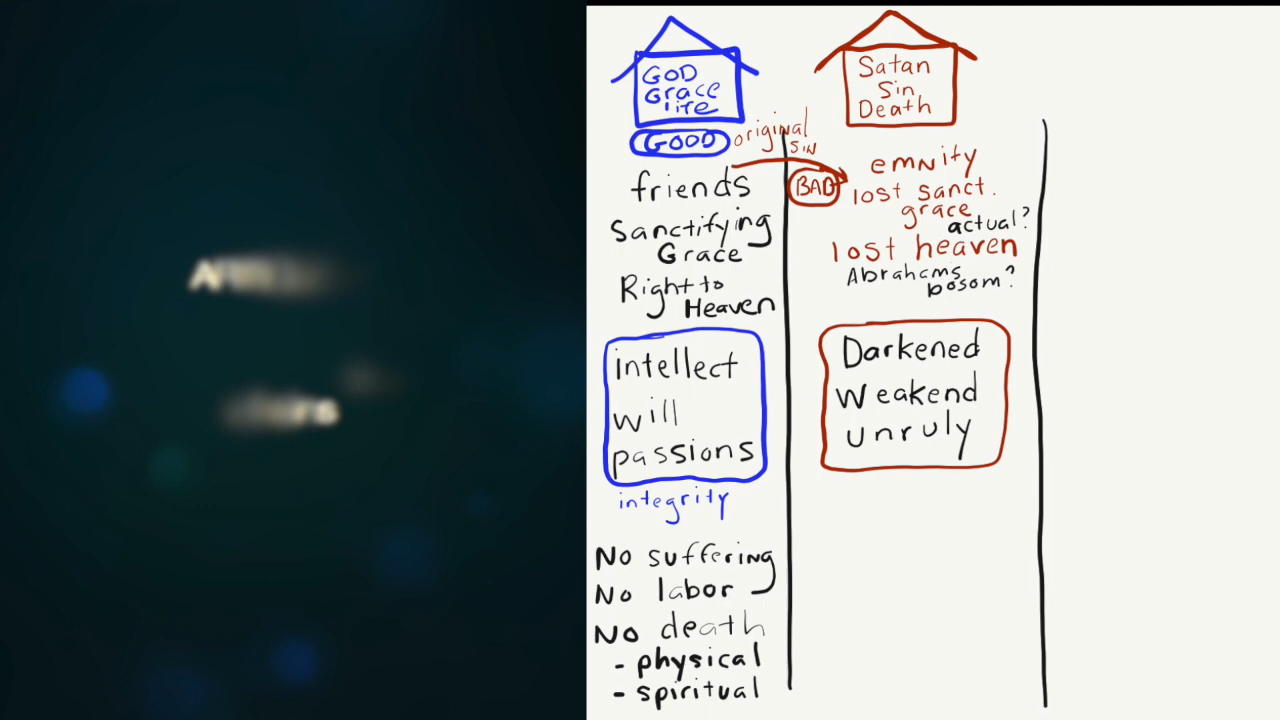 GOD
Grace
life
GOOD
friends
Sanctifying
Grace
Right to
Heaven
intellect
will
passions
integrity
No suffering
No labor
No death
- physical
- spiritual
original
SIN
BAD
Satan
Sin
Death
emnity
lost sanct.
grace
actual?
lost heaven
Abrahams
bosom?
Darkened
Weakend
unruly